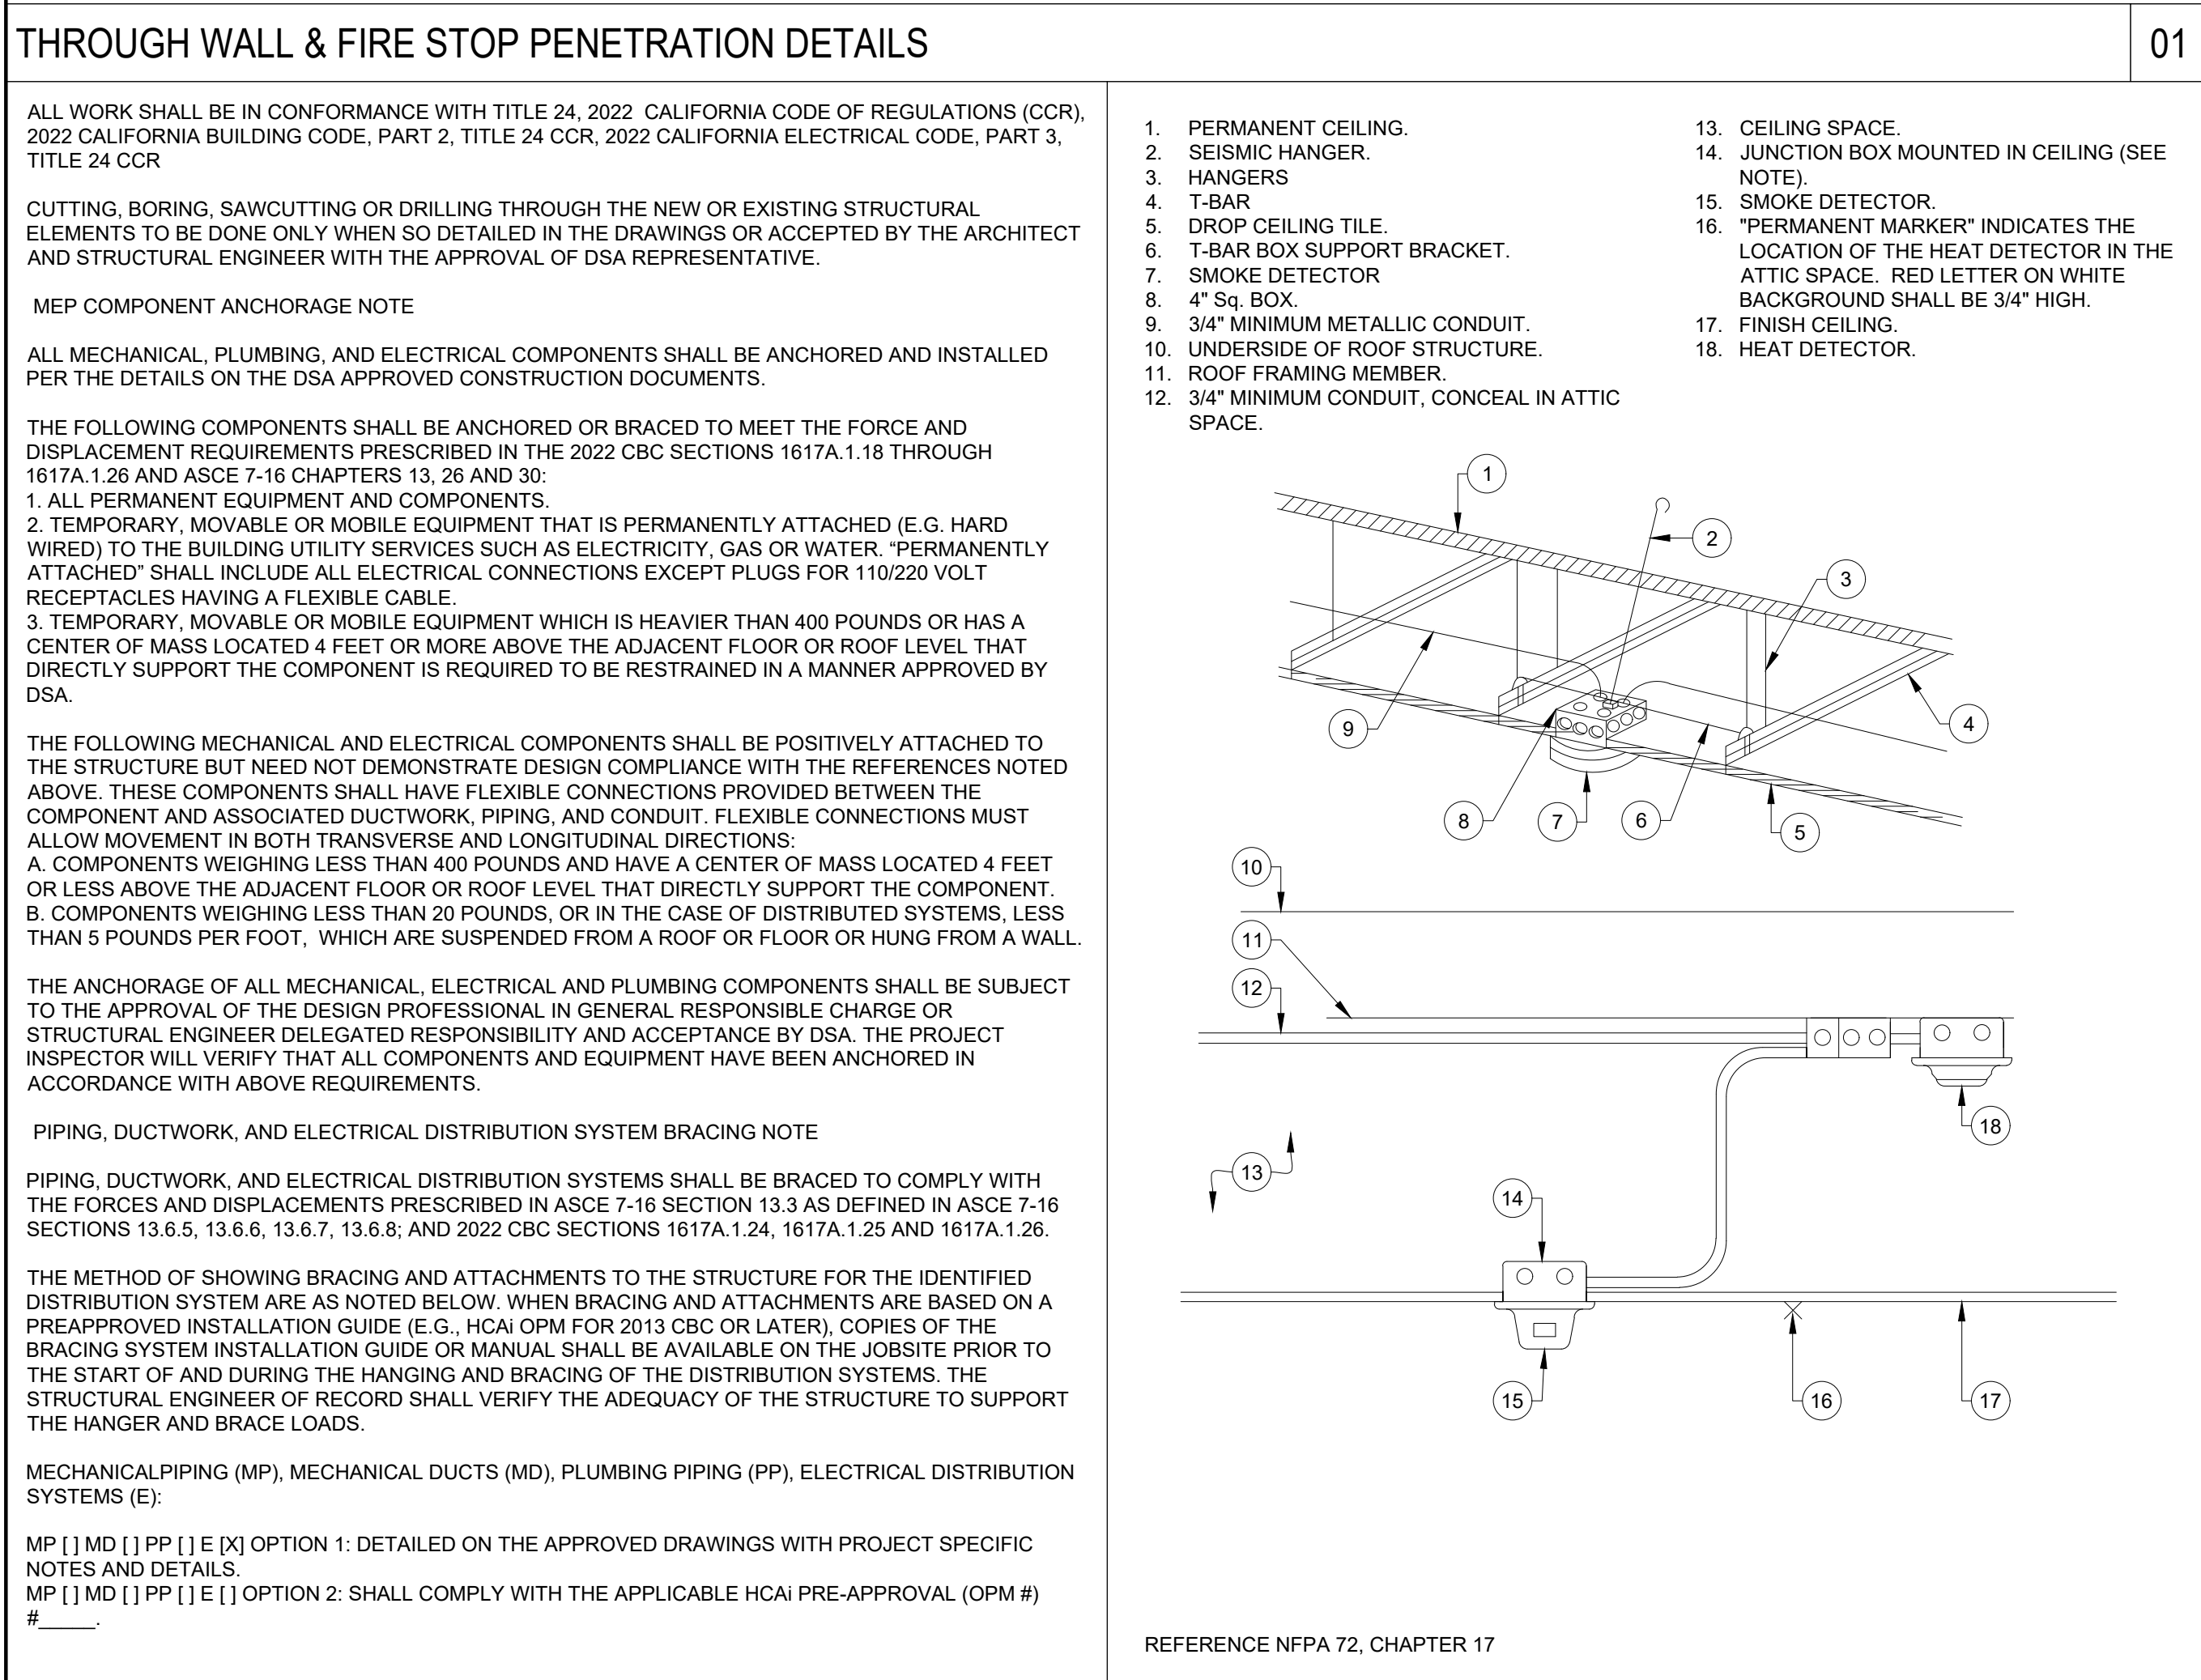 THROUGH WALL & FIRE STOP PENETRATION DETAILS
01
ALL WORK SHALL BE IN CONFORMANCE WITH TITLE 24, 2022 CALIFORNIA CODE OF REGULATIONS (CCR),
2022 CALIFORNIA BUILDING CODE, PART 2, TITLE 24 CCR, 2022 CALIFORNIA ELECTRICAL CODE, PART 3,
TITLE 24 CCR
CUTTING, BORING, SAWCUTTING OR DRILLING THROUGH THE NEW OR EXISTING STRUCTURAL
ELEMENTS TO BE DONE ONLY WHEN SO DETAILED IN THE DRAWINGS OR ACCEPTED BY THE ARCHITECT
AND STRUCTURAL ENGINEER WITH THE APPROVAL OF DSA REPRESENTATIVE.
MEP COMPONENT ANCHORAGE NOTE
ALL MECHANICAL, PLUMBING, AND ELECTRICAL COMPONENTS SHALL BE ANCHORED AND INSTALLED
PER THE DETAILS ON THE DSA APPROVED CONSTRUCTION DOCUMENTS.
THE FOLLOWING COMPONENTS SHALL BE ANCHORED OR BRACED TO MEET THE FORCE AND
DISPLACEMENT REQUIREMENTS PRESCRIBED IN THE 2022 CBC SECTIONS 1617A.1.18 THROUGH
1617A.1.26 AND ASCE 7-16 CHAPTERS 13, 26 AND 30:
1. ALL PERMANENT EQUIPMENT AND COMPONENTS.
2. TEMPORARY, MOVABLE OR MOBILE EQUIPMENT THAT IS PERMANENTLY ATTACHED (E.G. HARD
WIRED) TO THE BUILDING UTILITY SERVICES SUCH AS ELECTRICITY, GAS OR WATER. “PERMANENTLY
ATTACHED” SHALL INCLUDE ALL ELECTRICAL CONNECTIONS EXCEPT PLUGS FOR 110/220 VOLT
RECEPTACLES HAVING A FLEXIBLE CABLE.
3. TEMPORARY, MOVABLE OR MOBILE EQUIPMENT WHICH IS HEAVIER THAN 400 POUNDS OR HAS A
CENTER OF MASS LOCATED 4 FEET OR MORE ABOVE THE ADJACENT FLOOR OR ROOF LEVEL THAT
DIRECTLY SUPPORT THE COMPONENT IS REQUIRED TO BE RESTRAINED IN A MANNER APPROVED BY
DSA.
THE FOLLOWING MECHANICAL AND ELECTRICAL COMPONENTS SHALL BE POSITIVELY ATTACHED TO
THE STRUCTURE BUT NEED NOT DEMONSTRATE DESIGN COMPLIANCE WITH THE REFERENCES NOTED
ABOVE. THESE COMPONENTS SHALL HAVE FLEXIBLE CONNECTIONS PROVIDED BETWEEN THE
COMPONENT AND ASSOCIATED DUCTWORK, PIPING, AND CONDUIT. FLEXIBLE CONNECTIONS MUST
ALLOW MOVEMENT IN BOTH TRANSVERSE AND LONGITUDINAL DIRECTIONS:
A. COMPONENTS WEIGHING LESS THAN 400 POUNDS AND HAVE A CENTER OF MASS LOCATED 4 FEET
OR LESS ABOVE THE ADJACENT FLOOR OR ROOF LEVEL THAT DIRECTLY SUPPORT THE COMPONENT.
B. COMPONENTS WEIGHING LESS THAN 20 POUNDS, OR IN THE CASE OF DISTRIBUTED SYSTEMS, LESS
THAN 5 POUNDS PER FOOT, WHICH ARE SUSPENDED FROM A ROOF OR FLOOR OR HUNG FROM A WALL.
THE ANCHORAGE OF ALL MECHANICAL, ELECTRICAL AND PLUMBING COMPONENTS SHALL BE SUBJECT
TO THE APPROVAL OF THE DESIGN PROFESSIONAL IN GENERAL RESPONSIBLE CHARGE OR
STRUCTURAL ENGINEER DELEGATED RESPONSIBILITY AND ACCEPTANCE BY DSA. THE PROJECT
INSPECTOR WILL VERIFY THAT ALL COMPONENTS AND EQUIPMENT HAVE BEEN ANCHORED IN
ACCORDANCE WITH ABOVE REQUIREMENTS.
PIPING, DUCTWORK, AND ELECTRICAL DISTRIBUTION SYSTEM BRACING NOTE
PIPING, DUCTWORK, AND ELECTRICAL DISTRIBUTION SYSTEMS SHALL BE BRACED TO COMPLY WITH
THE FORCES AND DISPLACEMENTS PRESCRIBED IN ASCE 7-16 SECTION 13.3 AS DEFINED IN ASCE 7-16
SECTIONS 13.6.5, 13.6.6, 13.6.7, 13.6.8; AND 2022 CBC SECTIONS 1617A.1.24, 1617A.1.25 AND 1617A.1.26.
THE METHOD OF SHOWING BRACING AND ATTACHMENTS TO THE STRUCTURE FOR THE IDENTIFIED
DISTRIBUTION SYSTEM ARE AS NOTED BELOW. WHEN BRACING AND ATTACHMENTS ARE BASED ON A
PREAPPROVED INSTALLATION GUIDE (E.G., HCAi OPM FOR 2013 CBC OR LATER), COPIES OF THE
BRACING SYSTEM INSTALLATION GUIDE OR MANUAL SHALL BE AVAILABLE ON THE JOBSITE PRIOR TO
THE START OF AND DURING THE HANGING AND BRACING OF THE DISTRIBUTION SYSTEMS. THE
STRUCTURAL ENGINEER OF RECORD SHALL VERIFY THE ADEQUACY OF THE STRUCTURE TO SUPPORT
THE HANGER AND BRACE LOADS.
MECHANICALPIPING (MP), MECHANICAL DUCTS (MD), PLUMBING PIPING (PP), ELECTRICAL DISTRIBUTION
SYSTEMS (E):
MP [ ] MD [ ] PP [ ] E [X] OPTION 1: DETAILED ON THE APPROVED DRAWINGS WITH PROJECT SPECIFIC
NOTES AND DETAILS.
MP [ ] MD [ ] PP [ ] E [ ] OPTION 2: SHALL COMPLY WITH THE APPLICABLE HCAi PRE-APPROVAL (OPM #)
#_____.
1. PERMANENT CEILING.
2. SEISMIC HANGER.
3. HANGERS
4. T-BAR
5. DROP CEILING TILE.
6. T-BAR BOX SUPPORT BRACKET.
7. SMOKE DETECTOR
8. 4" Sq. BOX.
9. 3/4" MINIMUM METALLIC CONDUIT.
10. UNDERSIDE OF ROOF STRUCTURE.
11. ROOF FRAMING MEMBER.
12. 3/4" MINIMUM CONDUIT, CONCEAL IN ATTIC
SPACE.
13. CEILING SPACE.
14. JUNCTION BOX MOUNTED IN CEILING (SEE
NOTE).
15. SMOKE DETECTOR.
16. "PERMANENT MARKER" INDICATES THE
LOCATION OF THE HEAT DETECTOR IN THE
ATTIC SPACE. RED LETTER ON WHITE
BACKGROUND SHALL BE 3/4" HIGH.
17. FINISH CEILING.
18. HEAT DETECTOR.
1
2
3
4
9
8
7
6
5
10
11
12
18
13
14
15
16
17
REFERENCE NFPA 72, CHAPTER 17